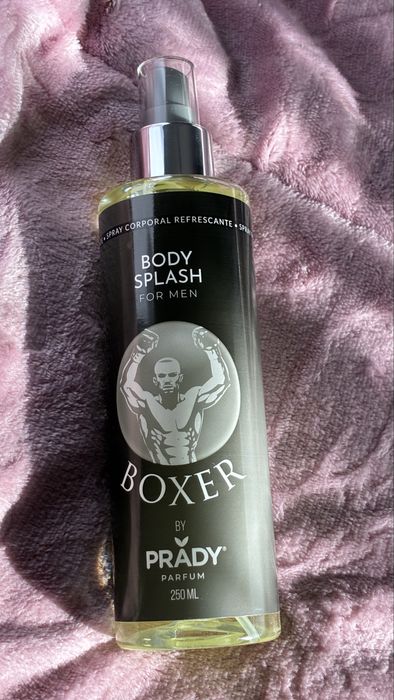 • SPRAY CORPORAL REFRESCANTE •
BODY
SPLASH
FOR MEN
BOXER
BY
PRADY®
PARFUM
250 ML